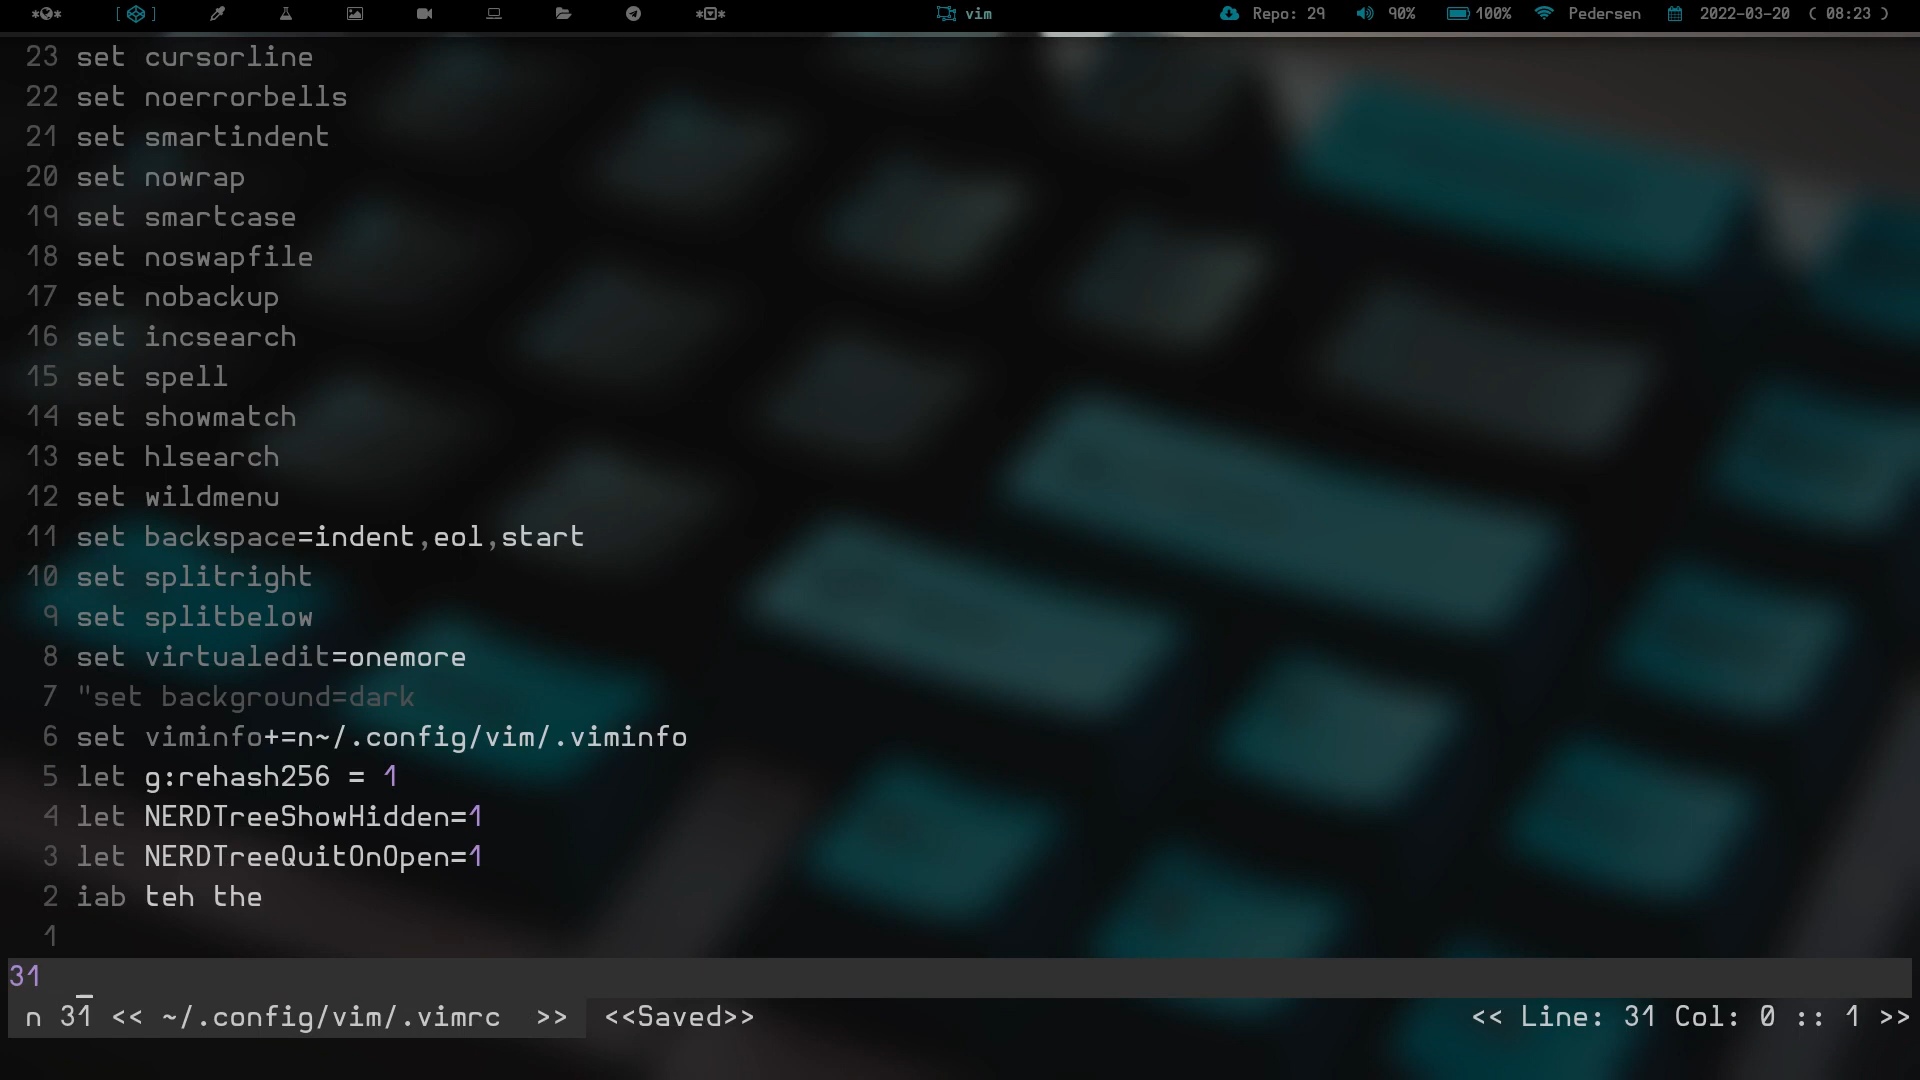 vim
Repo: 29
90%
100%
Pedersen
2022-03-20 ( 08:23 )
23 set cursorline
22 set noerrorbells
21 set smartindent
20 set nowrap
19 set smartcase
18 set noswapfile
17 set nobackup
16 set incsearch
15 set spell
14 set showmatch
13 set hlsearch
12 set wildmenu
11 set backspace=indent,eol,start
10 set splitright
9 set splitbelow
8 set virtualedit=onemore
7 "set background=dark
6 set viminfo+=n~/.config/vim/.viminfo
5 let g:rehash256 = 1
4 let NERDTreeShowHidden=1
3 let NERDTreeQuitOnOpen=1
2 iab teh the
1
31
n 31 << ~/.config/vim/.vimrc >> <<Saved>> << Line: 31 Col: 0 :: 1 >>